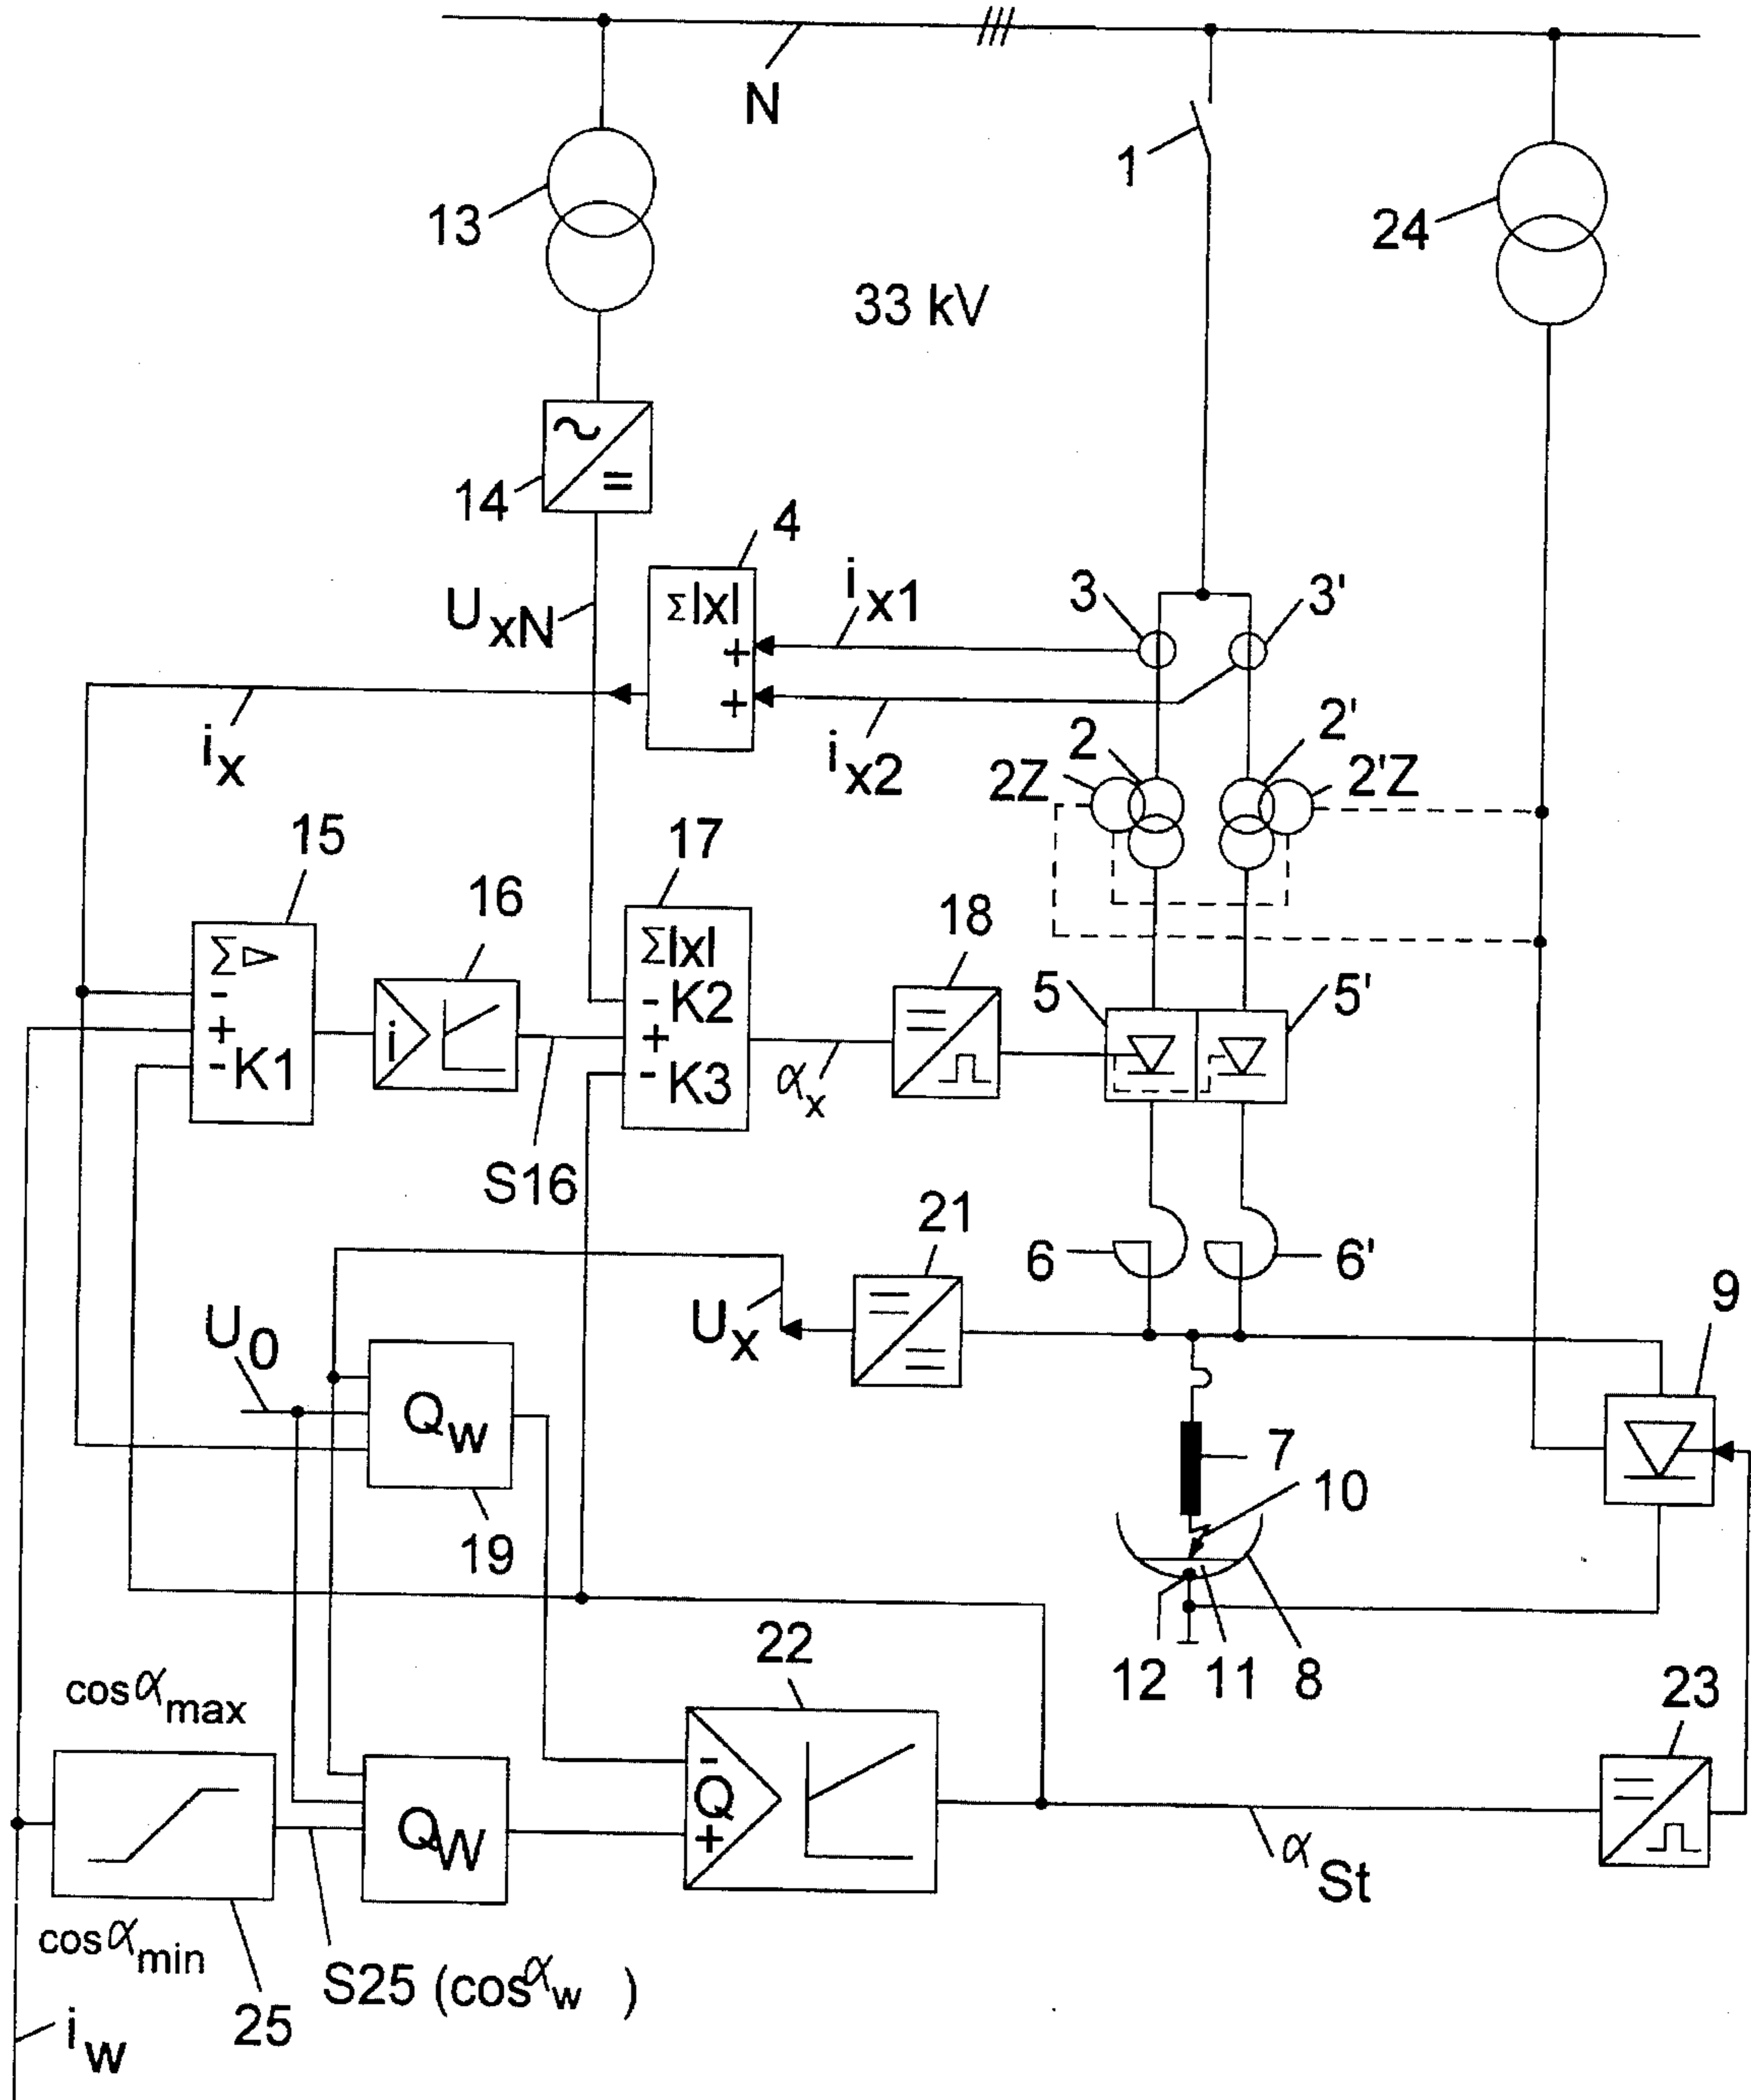 N
1
13
24
33 kV
14
4
Σ|x|
+
+
i x1
3
3'
U xN
i x
i x2
2
2'
2Z
2'Z
15
17
16
18
Σ ▷
-
+
- K1
i
Σ|x|
- K2
+
- K3
α x
5
5'
S16
21
6
6'
U x
9
U 0
Q W
7
10
19
22
12
11
8
23
cos α max
- Q +
Q W
α St
cos α min
S25 (cos α w )
25
i W